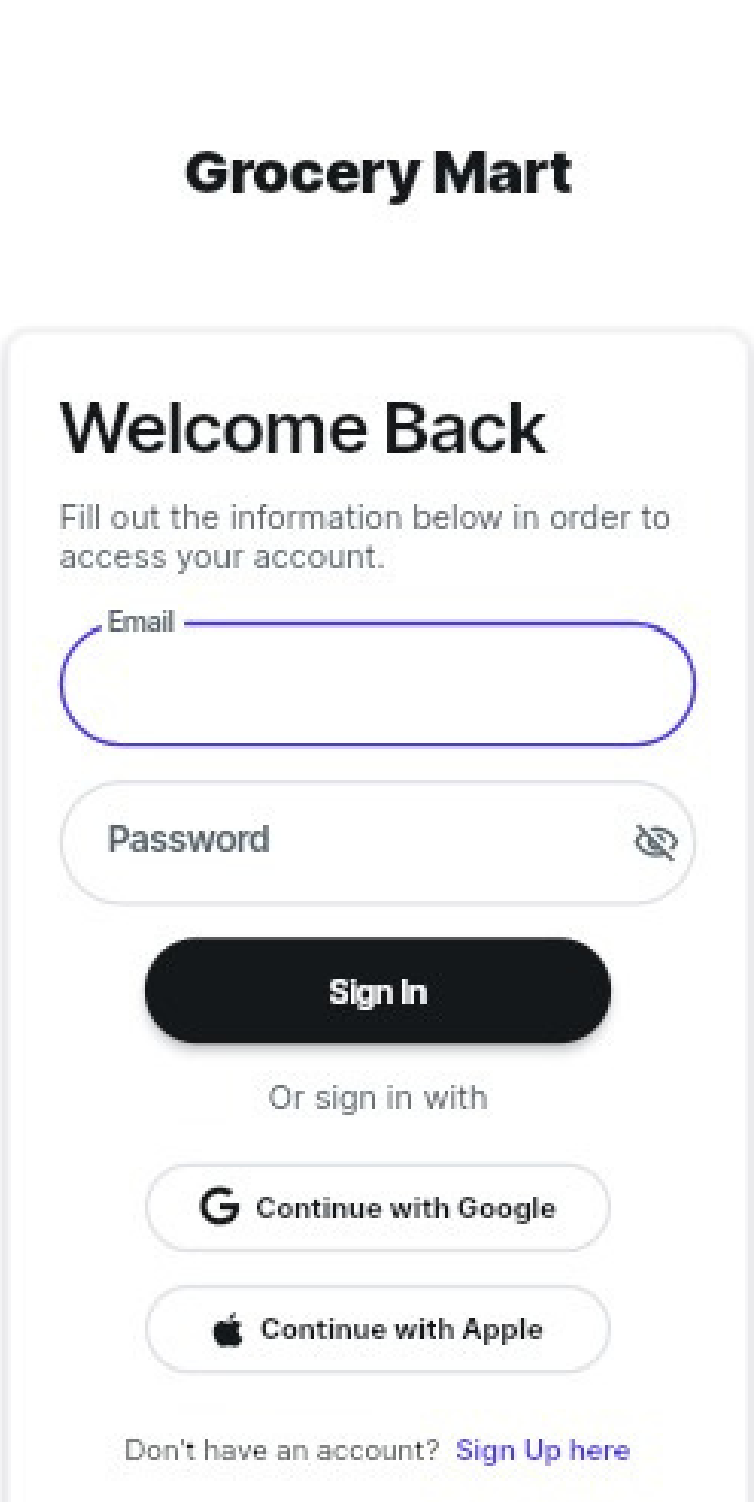 Grocery Mart
Welcome Back
Fill out the information below in order to
access your account.
Email
Password
Sign In
Or sign in with
Continue with Google
Continue with Apple
Don't have an account? Sign Up here